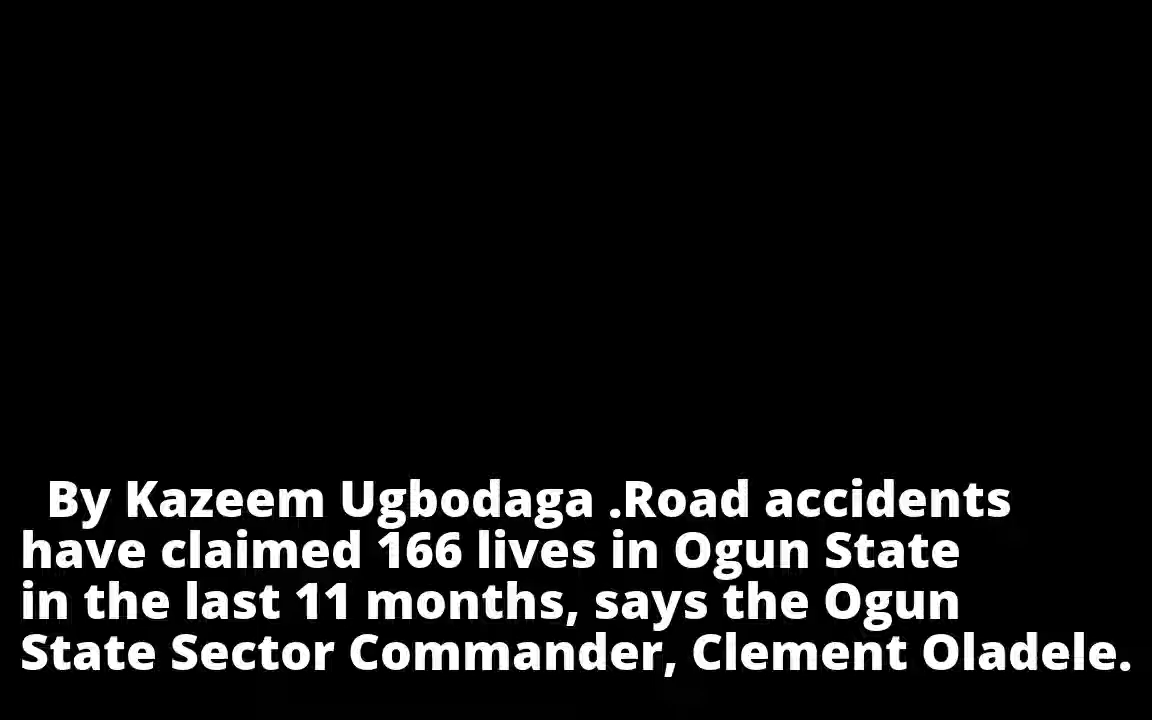 By Kazeem Ugbodaga .Road accidents
have claimed 166 lives in Ogun State
in the last 11 months, says the Ogun
State Sector Commander, Clement Oladele.